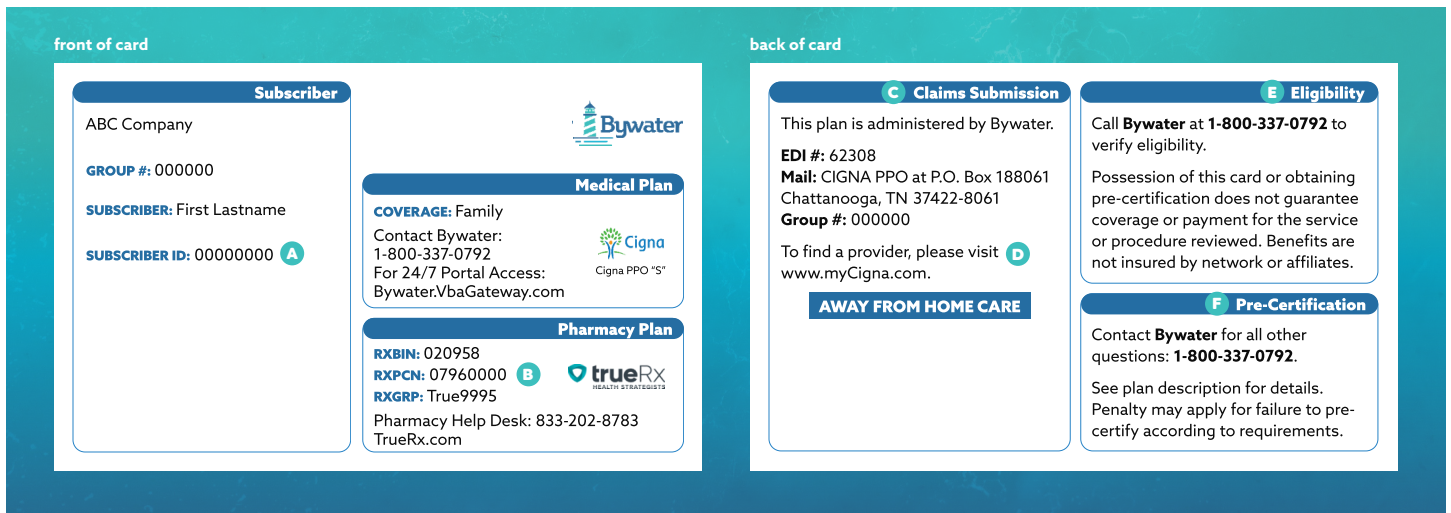 front of card
Subscriber
ABC Company
GROUP #: 000000
SUBSCRIBER: First Lastname
SUBSCRIBER ID: 00000000 A
Bywater
Medical Plan
COVERAGE: Family
Contact Bywater:
1-800-337-0792
For 24/7 Portal Access:
Bywater.VbaGateway.com
Cigna
Cigna PPO "S"
Pharmacy Plan
RXBIN: 020958
RXPCN: 07960000 B
RXGRP: True9995
trueRx
HEALTH STRATEGISTS
Pharmacy Help Desk: 833-202-8783
TrueRx.com
back of card
C Claims Submission
This plan is administered by Bywater.
EDI #: 62308
Mail: CIGNA PPO at P.O. Box 188061
Chattanooga, TN 37422-8061
Group #: 000000
To find a provider, please visit D
www.myCigna.com.
AWAY FROM HOME CARE
E Eligibility
Call Bywater at 1-800-337-0792 to
verify eligibility.
Possession of this card or obtaining
pre-certification does not guarantee
coverage or payment for the service
or procedure reviewed. Benefits are
not insured by network or affiliates.
F Pre-Certification
Contact Bywater for all other
questions: 1-800-337-0792.
See plan description for details.
Penalty may apply for failure to pre-
certify according to requirements.